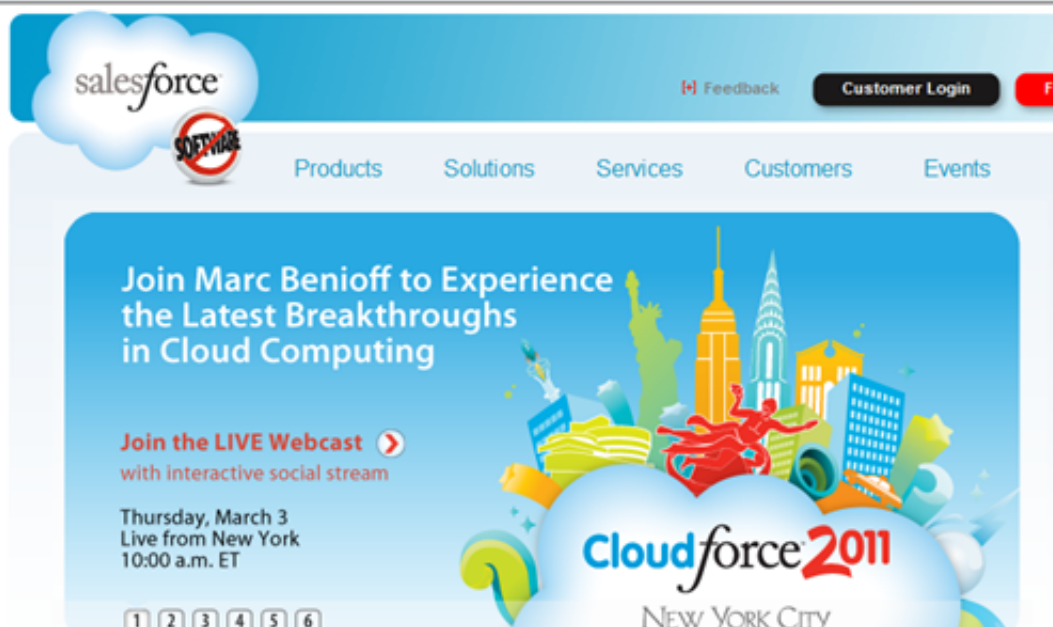 salesforce
SOFTWARE
[+] Feedback
Customer Login
F
Products
Solutions
Services
Customers
Events
Join Marc Benioff to Experience
the Latest Breakthroughs
in Cloud Computing
Join the LIVE Webcast
with interactive social stream
Thursday, March 3
Live from New York
10:00 a.m. ET
1 2 3 4 5 6
Cloudforce 2011
NEW YORK CITY